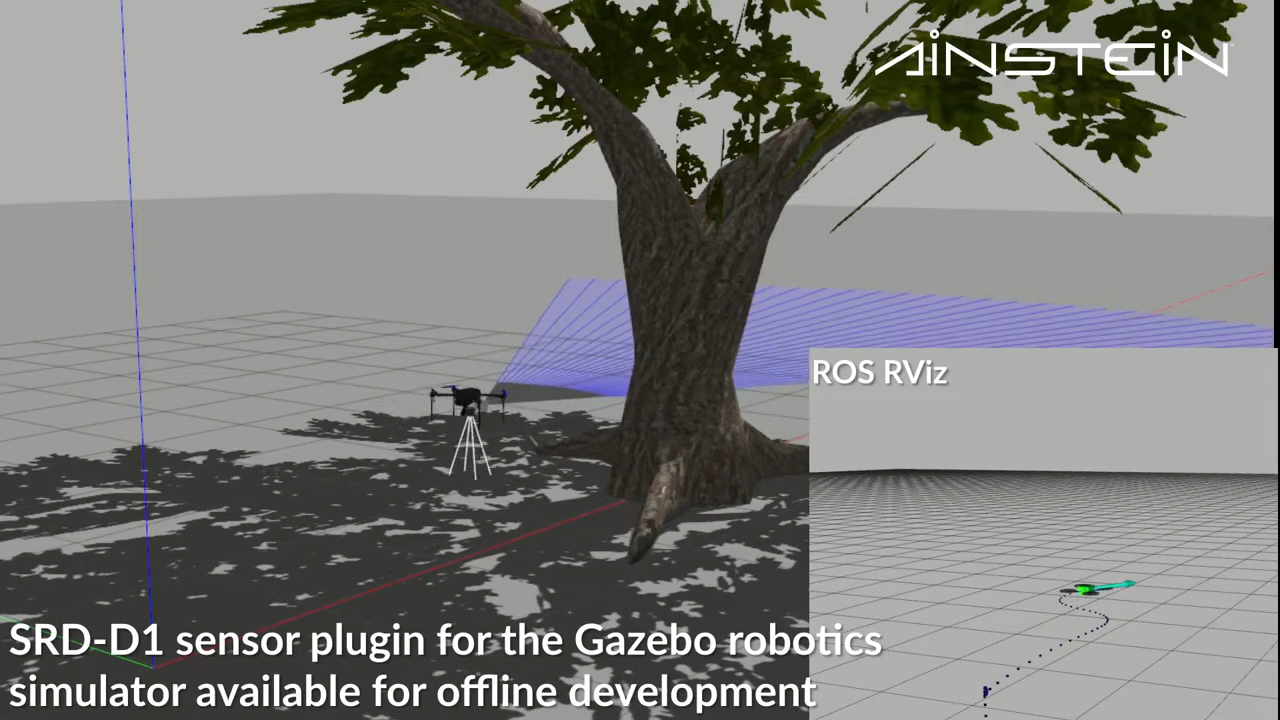 AINSTEIN
ROS RViz
SRD-D1 sensor plugin for the Gazebo robotics
simulator available for offline development